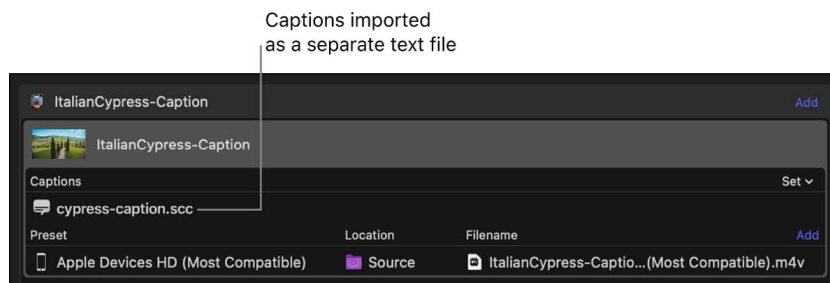 Captions imported
as a separate text file
ItalianCypress-Caption Add
ItalianCypress-Caption
Captions Set
cypress-caption.scc
Preset Location Filename Add
Apple Devices HD (Most Compatible) Source ItalianCypress-Captio...(Most Compatible).m4v